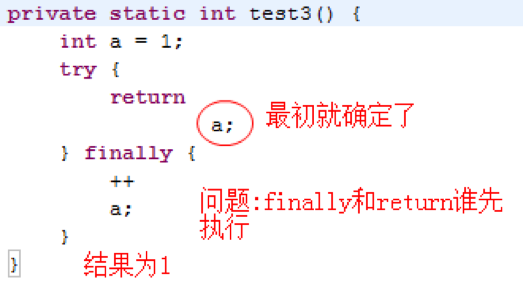 private static int test3() {
int a = 1;
try {
return
a; 最初就确定了
} finally {
++
a; 问题:finally和return谁先
执行
}
} 结果为1